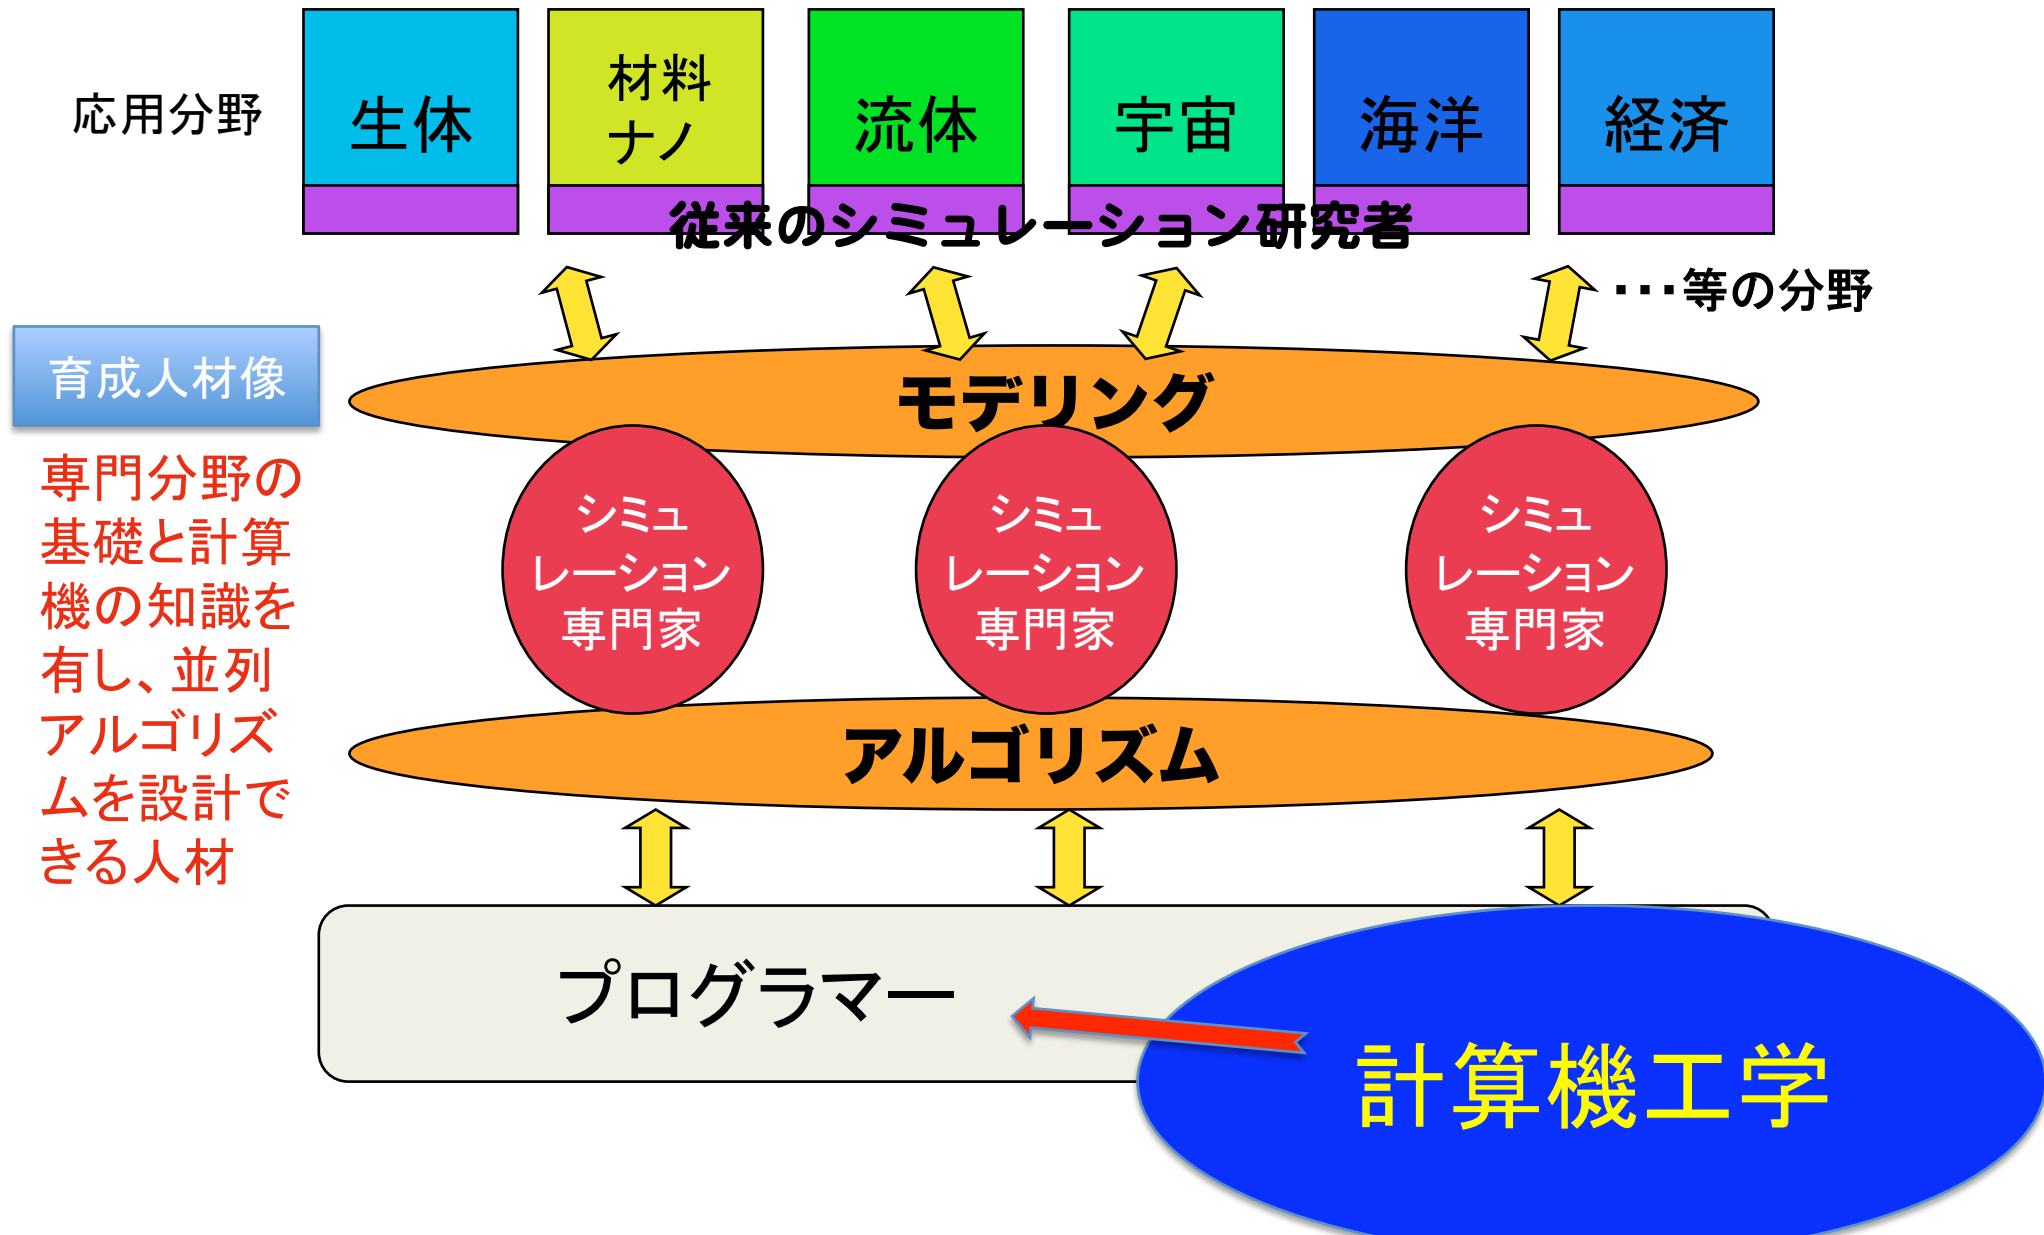 応用分野
生体
材料
ナノ
流体
宇宙
海洋
経済
従来のシミュレーション研究者
・・・等の分野
育成人材像
専門分野の
基礎と計算
機の知識を
有し、並列
アルゴリズ
ムを設計で
きる人材
モデリング
シミュ
レーション
専門家
シミュ
レーション
専門家
シミュ
レーション
専門家
アルゴリズム
プログラマー
計算機工学